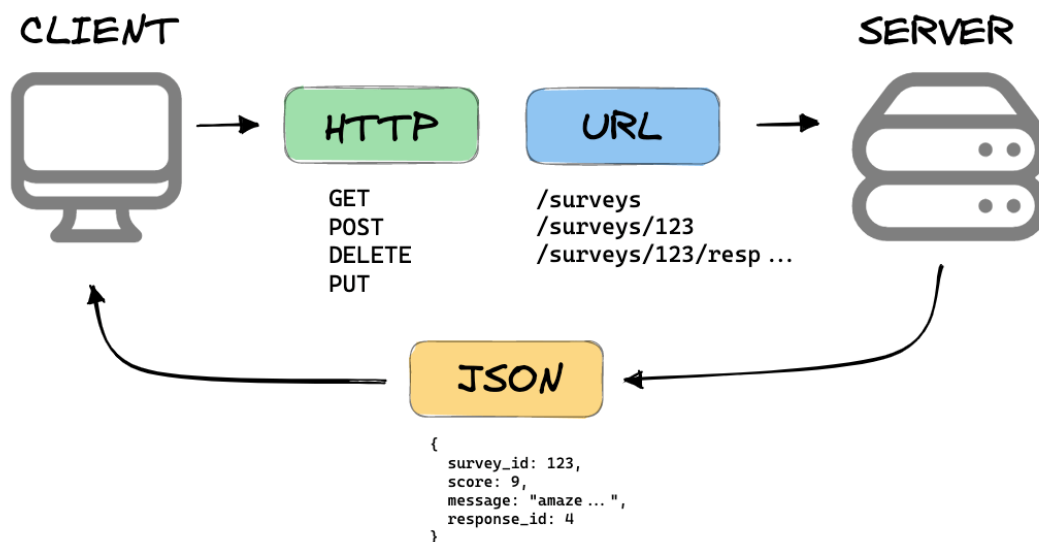 CLIENT
SERVER
HTTP
URL
GET
POST
DELETE
PUT
/surveys
/surveys/123
/surveys/123/resp ...
JSON
{
  survey_id: 123,
  score: 9,
  message: "amaze ... ",
  response_id: 4
}